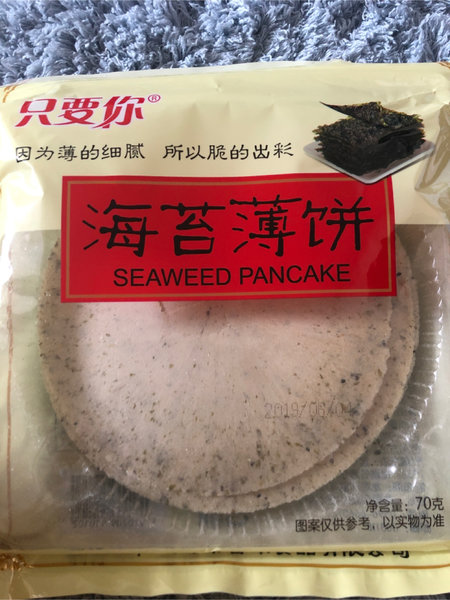 只要你®
因为薄的细腻 所以脆的出彩
海苔薄饼
SEAWEED PANCAKE
2019/06/04
净含量: 70克
图案仅供参考，以实物为准